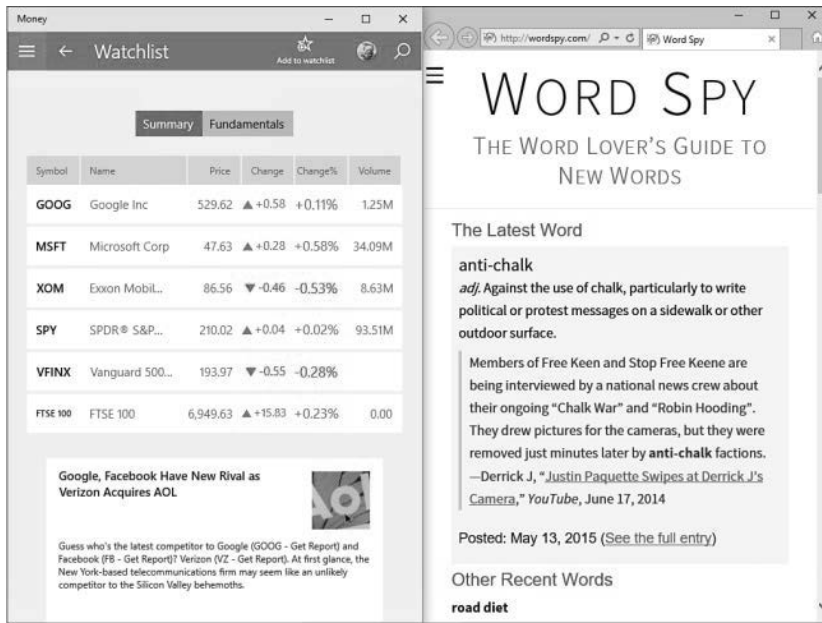 Money
Watchlist
Add to watchlist
Summary Fundamentals
Symbol Name Price Change Change% Volume
GOOG Google Inc 529.62 ▲ +0.58 +0.11% 1.25M
MSFT Microsoft Corp 47.63 ▲ +0.28 +0.58% 34.09M
XOM Exxon Mobil... 86.56 ▼ -0.46 -0.53% 8.63M
SPY SPDR® S&P... 210.02 ▲ +0.04 +0.02% 93.51M
VFINX Vanguard 500... 193.97 ▼ -0.55 -0.28%
FTSE 100 FTSE 100 6,949.63 ▲ +15.83 +0.23% 0.00
Google, Facebook Have New Rival as
Verizon Acquires AOL
Aol
Guess who's the latest competitor to Google (GOOG - Get Report) and
Facebook (FB - Get Report)? Verizon (VZ - Get Report). At first glance, the
New York-based telecommunications firm may seem like an unlikely
competitor to the Silicon Valley behemoths.
http://wordspy.com/
Word Spy
WORD SPY
THE WORD LOVER'S GUIDE TO
NEW WORDS
The Latest Word
anti-chalk
adj. Against the use of chalk, particularly to write
political or protest messages on a sidewalk or other
outdoor surface.
Members of Free Keen and Stop Free Keene are
being interviewed by a national news crew about
their ongoing “Chalk War” and “Robin Hooding”.
They drew pictures for the cameras, but they were
removed just minutes later by anti-chalk factions.
—Derrick J, “Justin Paquette Swipes at Derrick J's
Camera,” YouTube, June 17, 2014
Posted: May 13, 2015 (See the full entry)
Other Recent Words
road diet